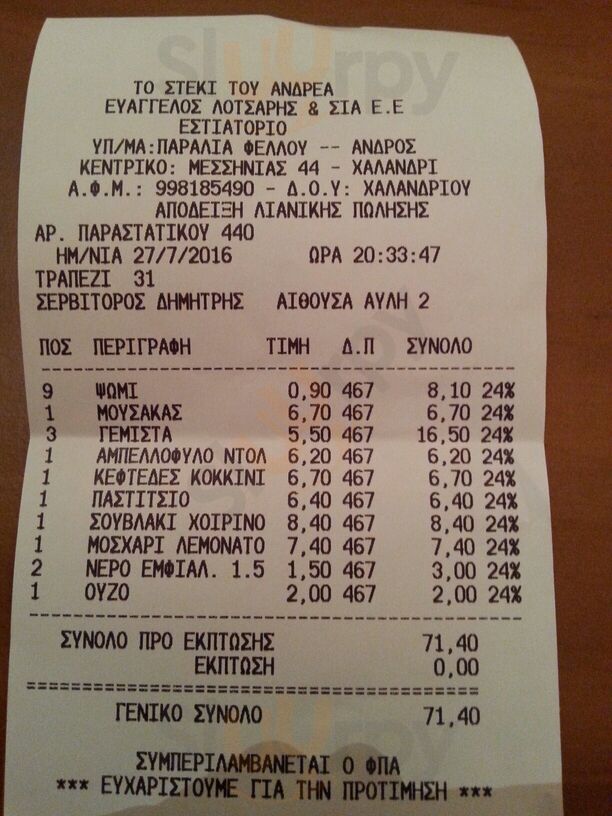 ΤΟ ΣΤΕΚΙ ΤΟΥ ΑΝΔΡΕΑ
ΕΥΑΓΓΕΛΟΣ ΛΟΤΣΑΡΗΣ & ΣΙΑ Ε.Ε
ΕΣΤΙΑΤΟΡΙΟ
ΥΠ/ΜΑ:ΠΑΡΑΛΙΑ ΦΕΛΛΟΥ -- ΑΝΔΡΟΣ
ΚΕΝΤΡΙΚΟ: ΜΕΣΣΗΝΙΑΣ 44 - ΧΑΛΑΝΔΡΙ
Α.Φ.Μ.: 998185490 - Δ.Ο.Υ: ΧΑΛΑΝΔΡΙΟΥ
ΑΠΟΔΕΙΞΗ ΛΙΑΝΙΚΗΣ ΠΩΛΗΣΗΣ
ΑΡ. ΠΑΡΑΣΤΑΤΙΚΟΥ 440
ΗΜ/ΝΙΑ 27/7/2016 ΩΡΑ 20:33:47
ΤΡΑΠΕΖΙ 31
ΣΕΡΒΙΤΟΡΟΣ ΔΗΜΗΤΡΗΣ ΑΙΘΟΥΣΑ ΑΥΛΗ 2
ΠΟΣ ΠΕΡΙΓΡΑΦΗ ΤΙΜΗ Δ.Π ΣΥΝΟΛΟ
9 ΨΩΜΙ 0,90 467 8,10 24%
1 ΜΟΥΣΑΚΑΣ 6,70 467 6,70 24%
3 ΓΕΜΙΣΤΑ 5,50 467 16,50 24%
1 ΑΜΠΕΛΛΟΦΥΛΟ ΝΤΟΛ 6,20 467 6,20 24%
1 ΚΕΦΤΕΔΕΣ ΚΟΚΚΙΝΙ 6,70 467 6,70 24%
1 ΠΑΣΤΙΤΣΙΟ 6,40 467 6,40 24%
1 ΣΟΥΒΛΑΚΙ ΧΟΙΡΙΝΟ 8,40 467 8,40 24%
1 ΜΟΣΧΑΡΙ ΛΕΜΟΝΑΤΟ 7,40 467 7,40 24%
2 ΝΕΡΟ ΕΜΦΙΑΛ. 1.5 1,50 467 3,00 24%
1 ΟΥΖΟ 2,00 467 2,00 24%
ΣΥΝΟΛΟ ΠΡΟ ΕΚΠΤΩΣΗΣ 71,40
ΕΚΠΤΩΣΗ 0,00
ΓΕΝΙΚΟ ΣΥΝΟΛΟ 71,40
ΣΥΜΠΕΡΙΛΑΜΒΑΝΕΤΑΙ Ο ΦΠΑ
*** ΕΥΧΑΡΙΣΤΟΥΜΕ ΓΙΑ ΤΗΝ ΠΡΟΤΙΜΗΣΗ ***
Sluurpy